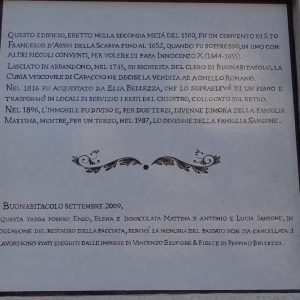 QUESTO EDIFICIO, ERETTO NELLA SECONDA METÀ DEL 1500, FU UN CONVENTO DI S.TO
FRANCESCO D'ASSISI DELLA SCARPA FINO AL 1652, QUANDO FU SOPPRESSO, IN UNO CON
ALTRI PICCOLI CONVENTI, PER VOLERE DI PAPA INNOCENZO X (1644-1655).
LASCIATO IN ABBANDONO, NEL 1735, SU RICHIESTA DEL CLERO DI BUONABITACOLO, LA
CURIA VESCOVILE DI CAPACCIO NE DECISE LA VENDITA AD AGNELLO ROMANO.
NEL 1816 FU ACQUISTATO DA ELIA BELLEZZA, CHE LO SOPRAELEVÒ DI UN PIANO E
TRASFORMÒ IN LOCALI DI SERVIZIO I RESTI DEL CHIOSTRO, COLLOCATO SUL RETRO.
NEL 1896, L'IMMOBILE FU DIVISO E, PER DUE TERZI, DIVENNE DIMORA DELLA FAMIGLIA
MATTINA, MENTRE, PER UN TERZO, NEL 1987, LO DIVENNE DELLA FAMIGLIA SANSONE.
BUONABITACOLO SETTEMBRE 2009,
QUESTA TARGA POSERO ENZO, ELENA E IMMACULATA MATTINA E ANTONIO E LUCIA SANSONE, IN
OCCASIONE DEL RESTAURO DELLA FACCIATA, PERCHÉ LA MEMORIA DEL PASSATO NON SIA CANCELLATA. I
LAVORI SONO STATI ESEGUITI DALLE IMPRESE DI VINCENZO BELFIORE & FIGLI E DI PEPPINO BELLEZZA.